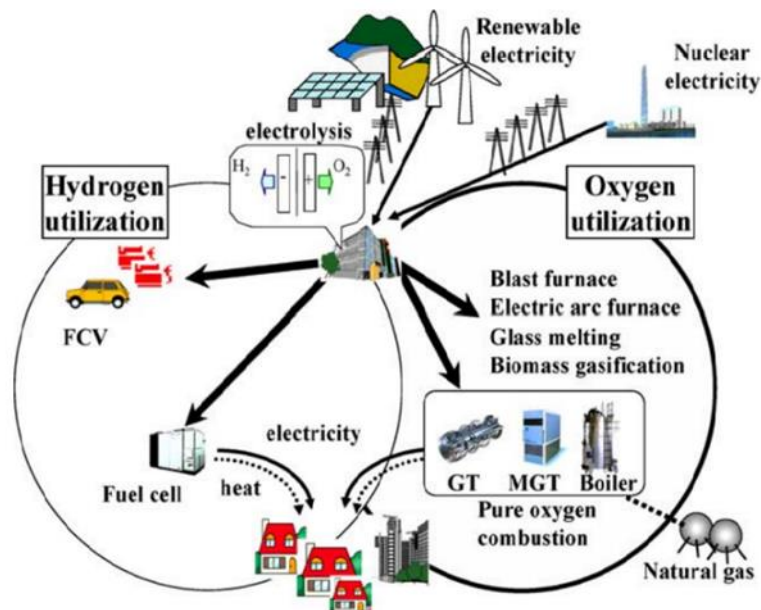 Renewable
electricity
Nuclear
electricity
electrolysis
H2
-
+
O2
Hydrogen
utilization
Oxygen
utilization
FCV
Blast furnace
Electric arc furnace
Glass melting
Biomass gasification
electricity
Fuel cell
heat
GT MGT Boiler
Pure oxygen
combustion
Natural gas